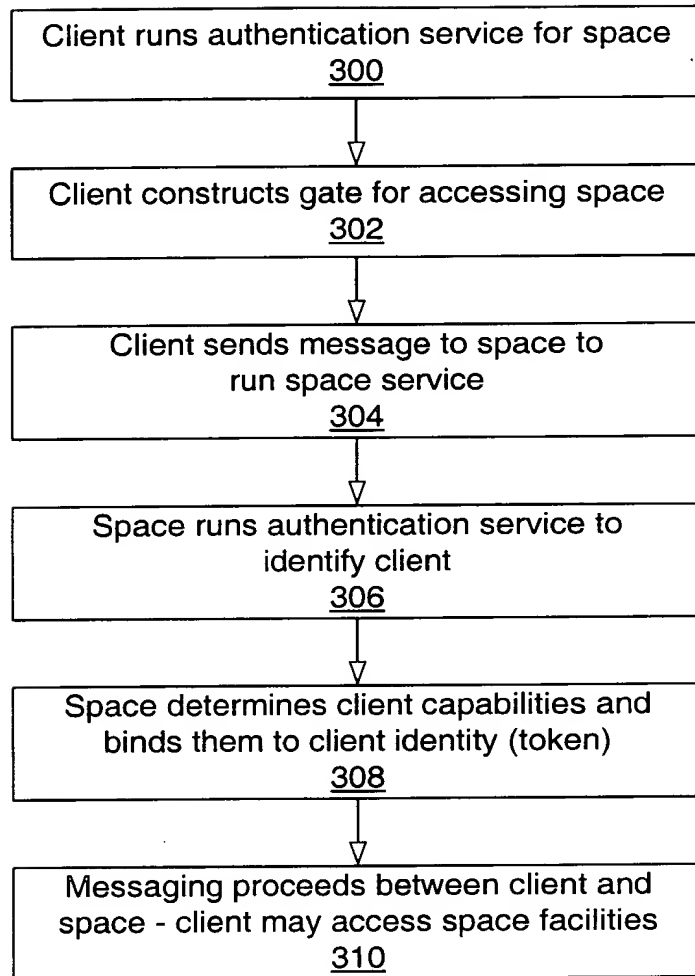 Client runs authentication service for space
300
Client constructs gate for accessing space
302
Client sends message to space to
run space service
304
Space runs authentication service to
identify client
306
Space determines client capabilities and
binds them to client identity (token)
308
Messaging proceeds between client and
space - client may access space facilities
310